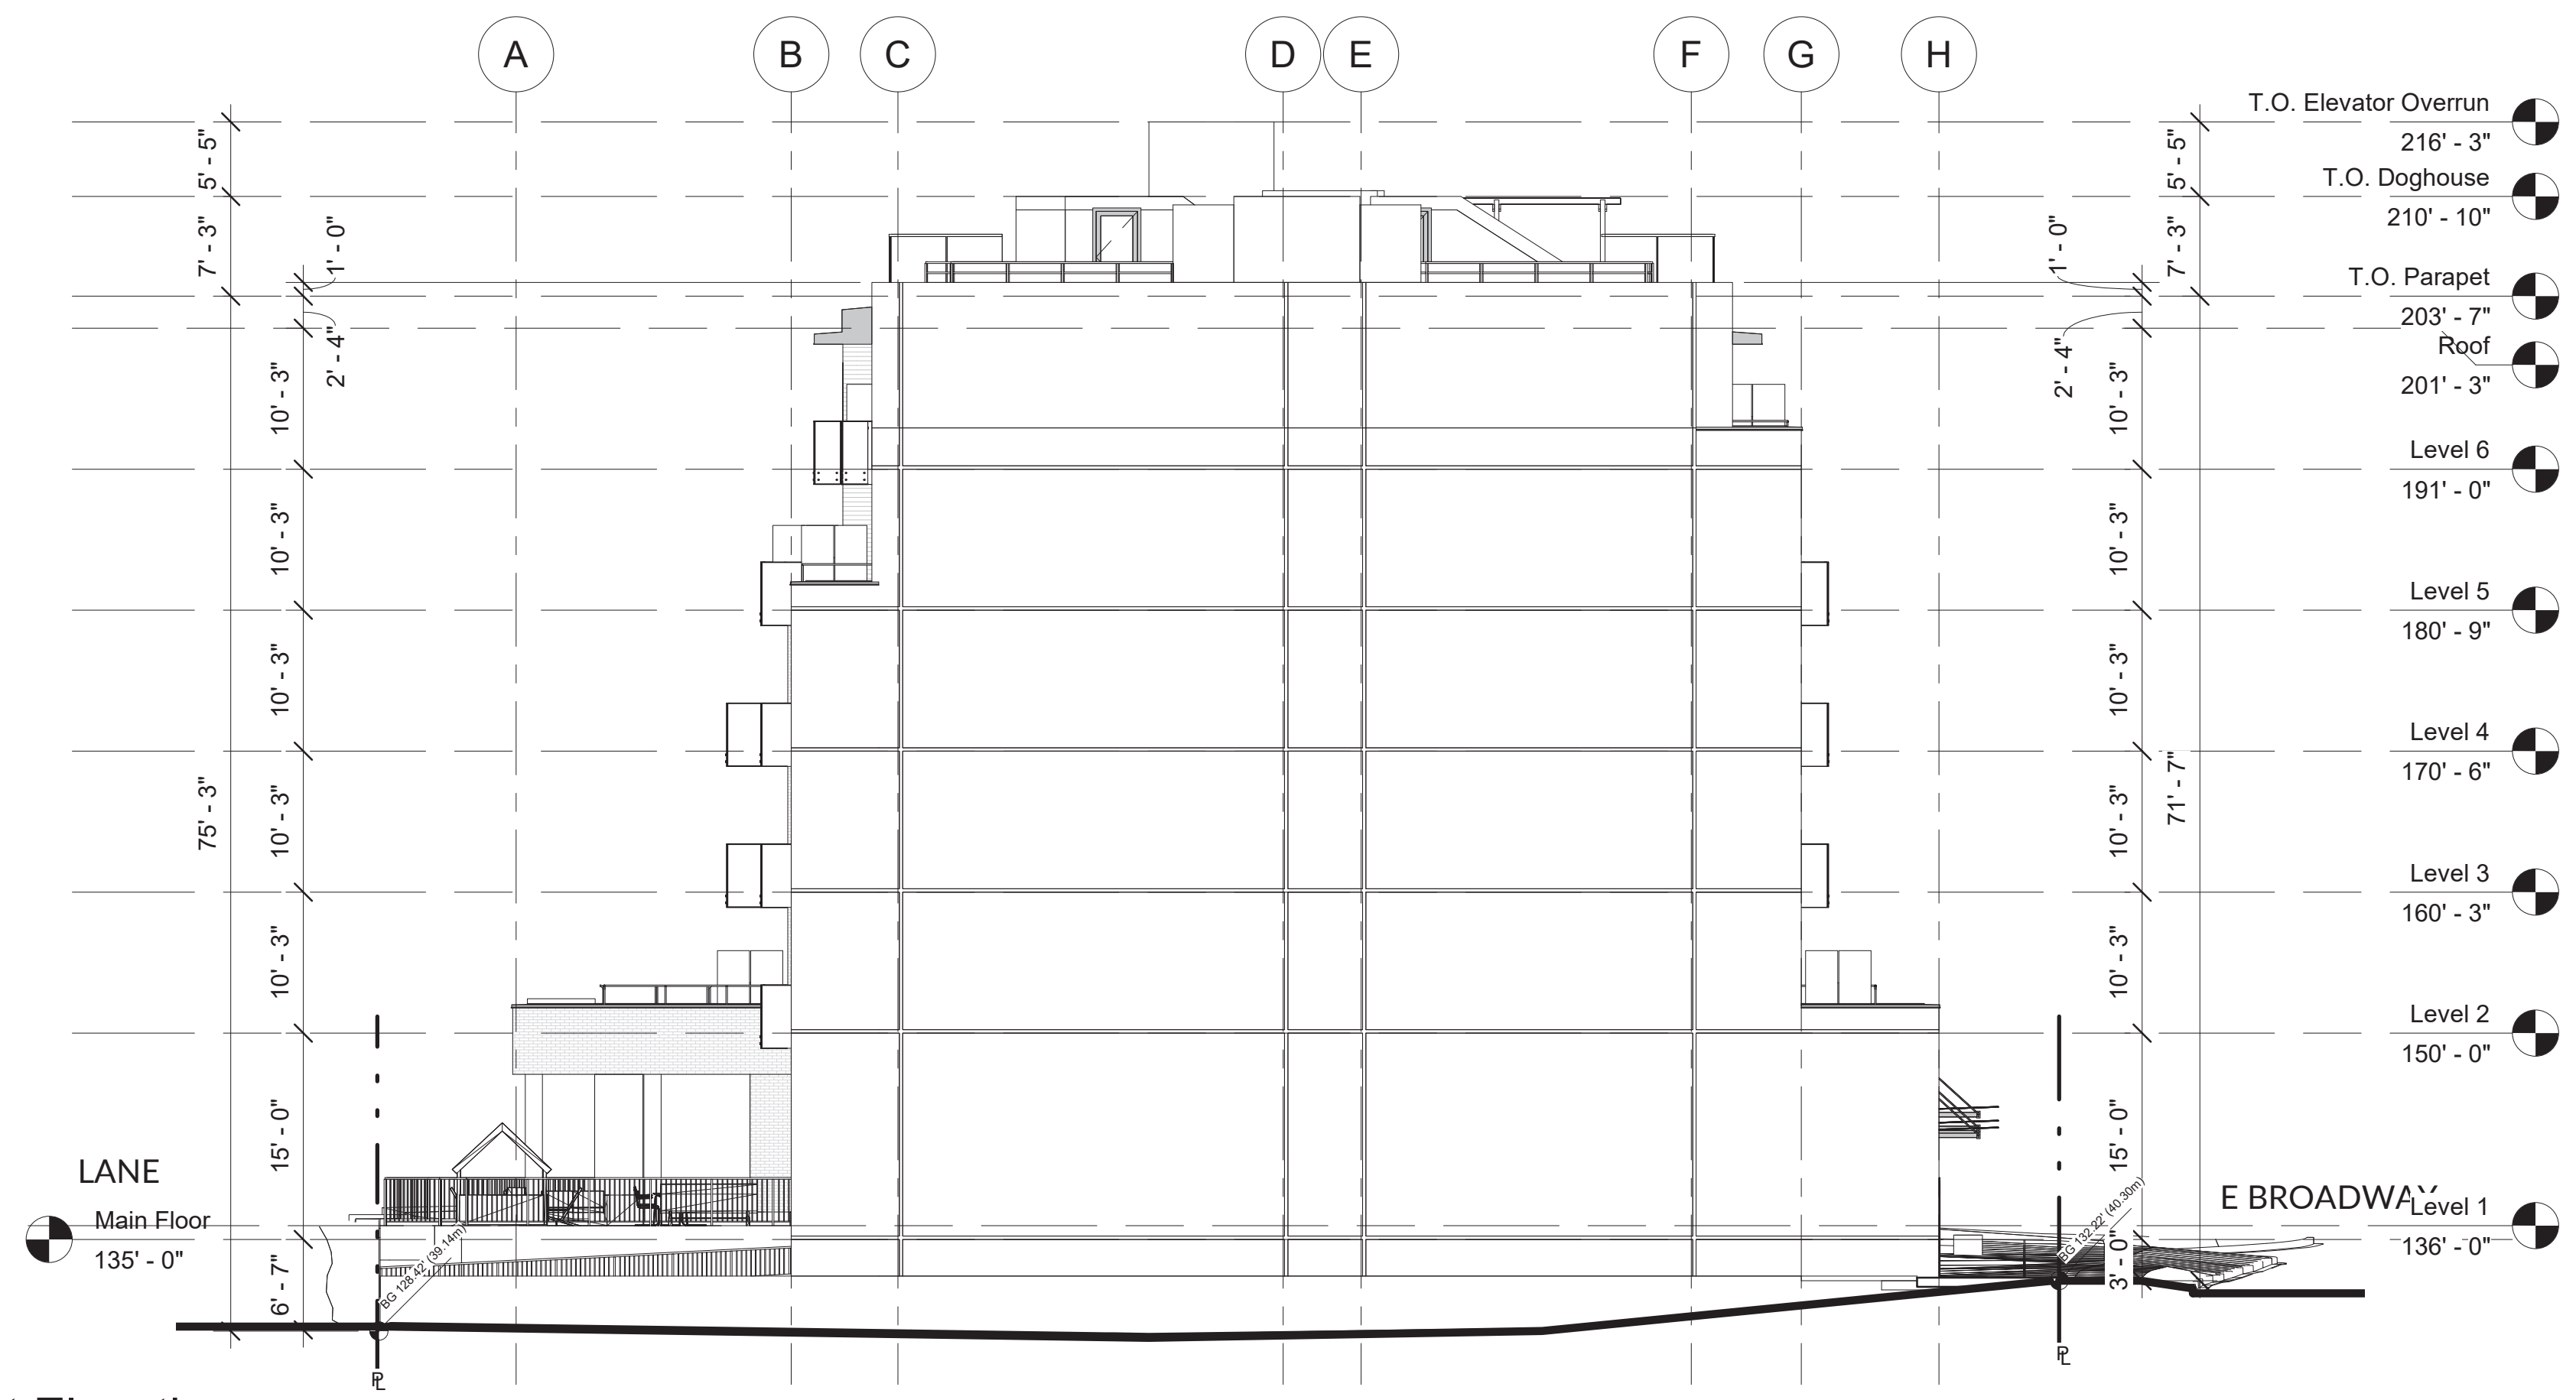 A B C D E F G H
T.O. Elevator Overrun
216' - 3"
T.O. Doghouse
210' - 10"
T.O. Parapet
203' - 7"
Roof
201' - 3"
Level 6
191' - 0"
Level 5
180' - 9"
Level 4
170' - 6"
Level 3
160' - 3"
Level 2
150' - 0"
E BROADWAY
Level 1
136' - 0"
LANE
Main Floor
135' - 0"
5' - 5"
7' - 3"
75' - 3"
1' - 0"
2' - 4"
10' - 3"
10' - 3"
10' - 3"
10' - 3"
10' - 3"
15' - 0"
6' - 7"
BG 128.42' (39.14m)
PL
1' - 0"
2' - 4"
10' - 3"
10' - 3"
10' - 3"
10' - 3"
10' - 3"
15' - 0"
3' - 0"
5' - 5"
7' - 3"
71' - 7"
BG 132.22' (40.30m)
PL